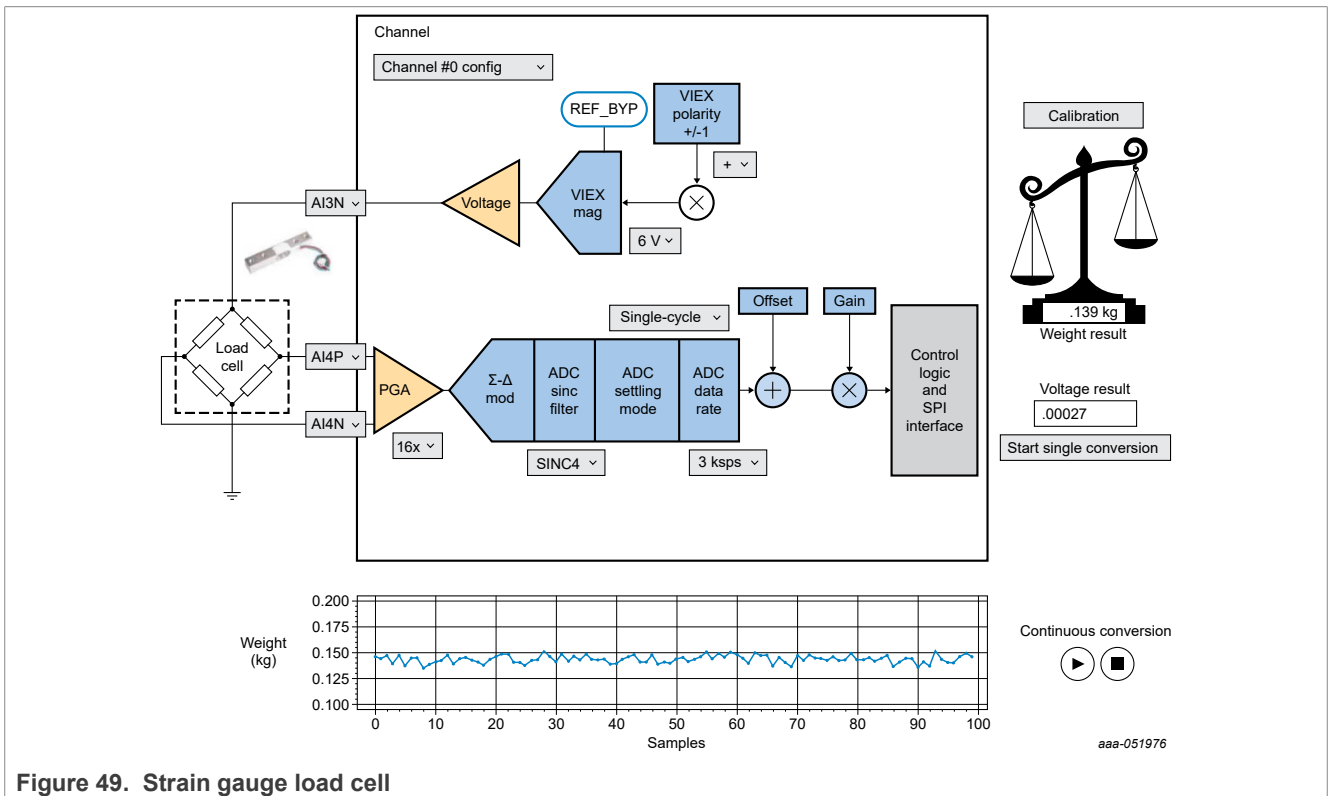 Channel
Channel #0 config
REF_BYP
VIEX
polarity
+/-1
+
×
VIEX
mag
6 V
Voltage
AI3N
Load
cell
AI4P
AI4N
PGA
16x
Σ-Δ
mod
ADC
sinc
filter
SINC4
Single-cycle
ADC
settling
mode
ADC
data
rate
3 ksps
Offset
+
Gain
×
Control
logic
and
SPI
interface
Calibration
.139 kg
Weight result
Voltage result
.00027
Start single conversion
Weight
(kg)
0.200
0.175
0.150
0.125
0.100
0 10 20 30 40 50 60 70 80 90 100
Samples
Continuous conversion
aaa-051976
Figure 49. Strain gauge load cell